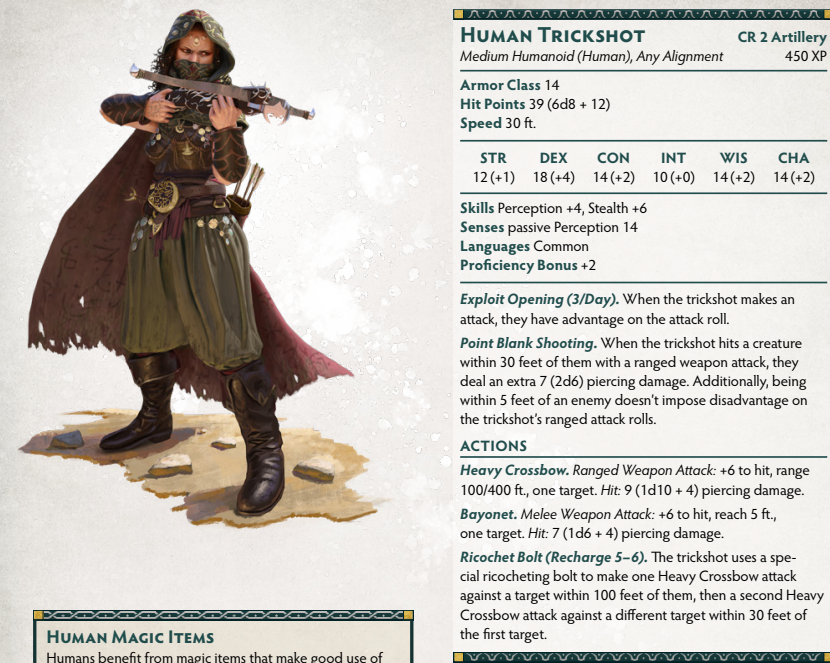 Human Trickshot
CR 2 Artillery
Medium Humanoid (Human), Any Alignment
450 XP
Armor Class 14
Hit Points 39 (6d8 + 12)
Speed 30 ft.
STR DEX CON INT WIS CHA
12 (+1) 18 (+4) 14 (+2) 10 (+0) 14 (+2) 14 (+2)
Skills Perception +4, Stealth +6
Senses passive Perception 14
Languages Common
Proficiency Bonus +2
Exploit Opening (3/Day). When the trickshot makes an
attack, they have advantage on the attack roll.
Point Blank Shooting. When the trickshot hits a creature
within 30 feet of them with a ranged weapon attack, they
deal an extra 7 (2d6) piercing damage. Additionally, being
within 5 feet of an enemy doesn't impose disadvantage on
the trickshot's ranged attack rolls.
ACTIONS
Heavy Crossbow. Ranged Weapon Attack: +6 to hit, range
100/400 ft., one target. Hit: 9 (1d10 + 4) piercing damage.
Bayonet. Melee Weapon Attack: +6 to hit, reach 5 ft.,
one target. Hit: 7 (1d6 + 4) piercing damage.
Ricochet Bolt (Recharge 5–6). The trickshot uses a spe-
cial ricocheting bolt to make one Heavy Crossbow attack
against a target within 100 feet of them, then a second Heavy
Crossbow attack against a different target within 30 feet of
the first target.
Human Magic Items
Humans benefit from magic items that make good use of